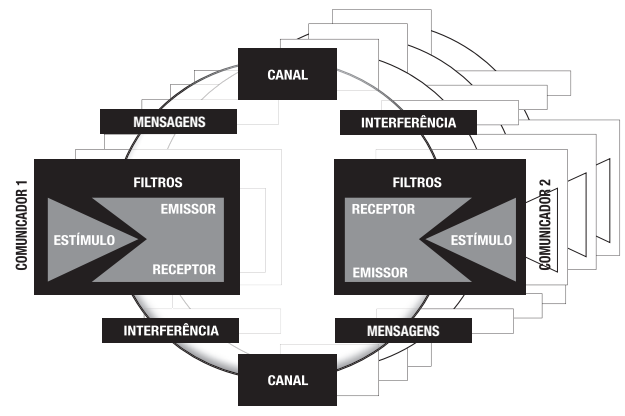 CANAL
MENSAGENS
INTERFERÊNCIA
COMUNICADOR 1
FILTROS
EMISSOR
ESTÍMULO
RECEPTOR
FILTROS
RECEPTOR
ESTÍMULO
EMISSOR
COMUNICADOR 2
INTERFERÊNCIA
MENSAGENS
CANAL